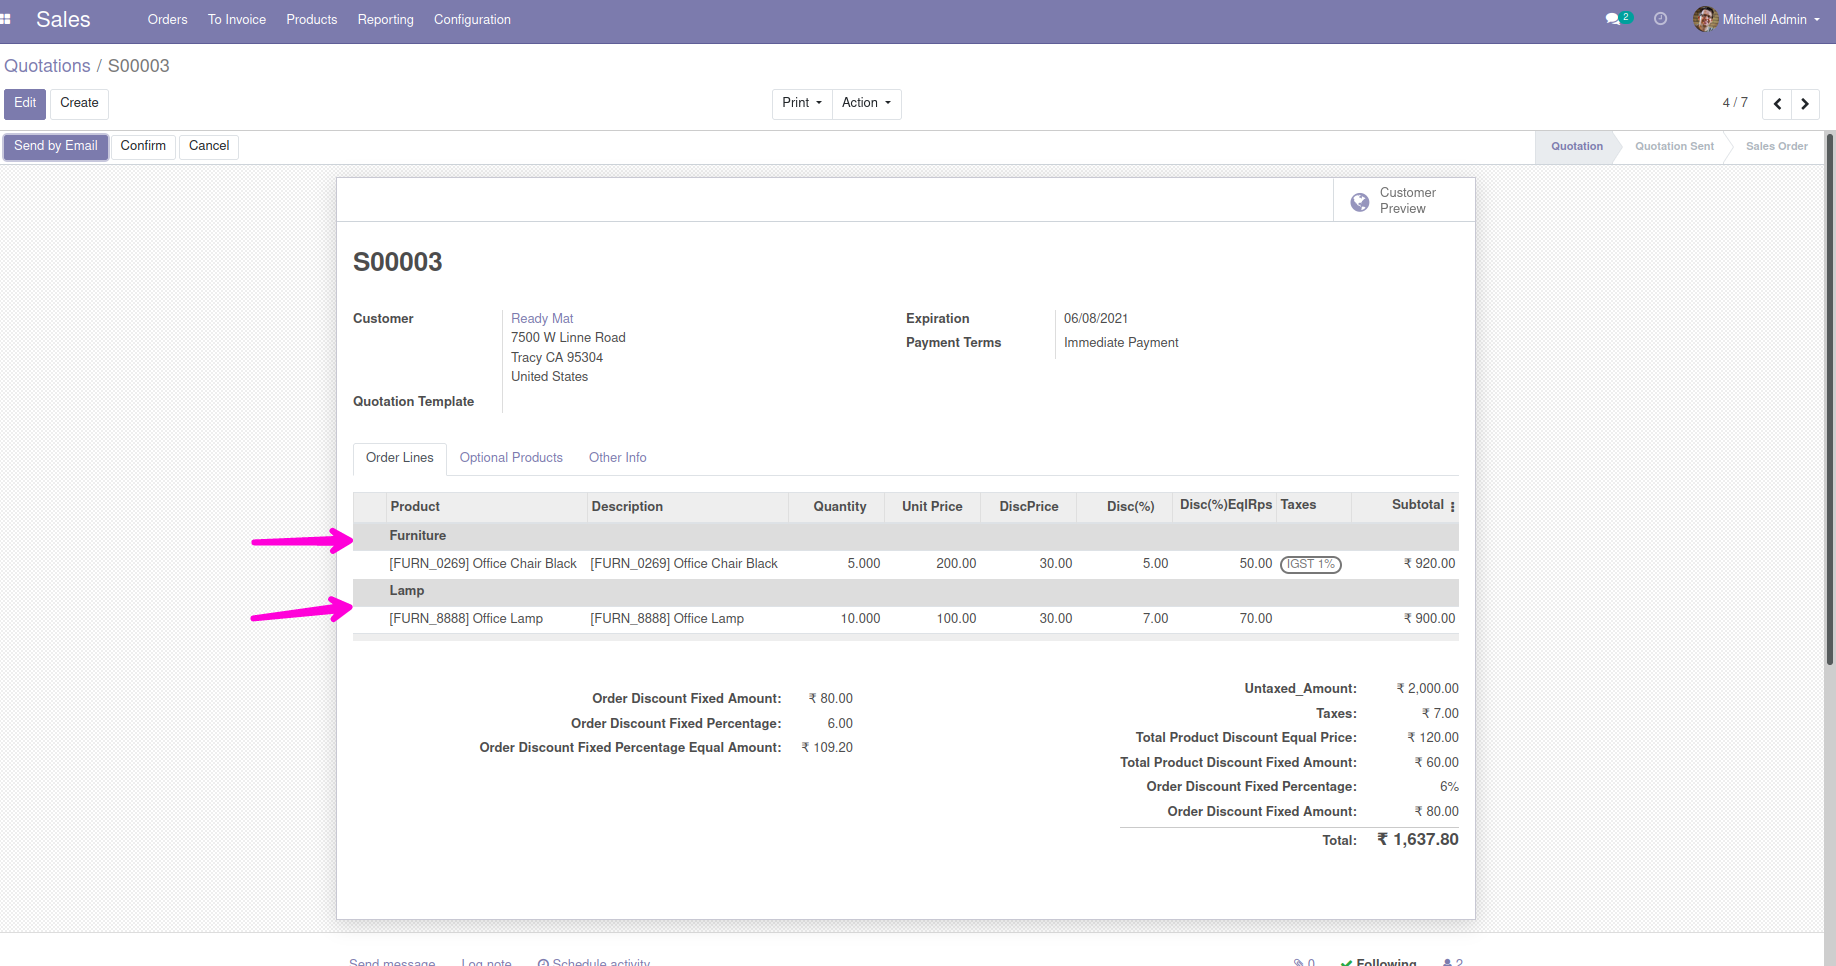 Sales Orders To Invoice Products Reporting Configuration 2 Mitchell Admin
Quotations / S00003
Edit Create Print Action 4 / 7
Send by Email Confirm Cancel Quotation Quotation Sent Sales Order
Customer
Preview
S00003
Customer Ready Mat Expiration 06/08/2021
7500 W Linne Road
Payment Terms Immediate Payment
Tracy CA 95304
United States
Quotation Template
Order Lines Optional Products Other Info
Product Description Quantity Unit Price DiscPrice Disc(%) Disc(%)EqlRps Taxes Subtotal
Furniture
[FURN_0269] Office Chair Black [FURN_0269] Office Chair Black 5.000 200.00 30.00 5.00 50.00 IGST 1% ₹ 920.00
Lamp
[FURN_8888] Office Lamp [FURN_8888] Office Lamp 10.000 100.00 30.00 7.00 70.00 ₹ 900.00
Order Discount Fixed Amount: ₹ 80.00
Order Discount Fixed Percentage: 6.00
Order Discount Fixed Percentage Equal Amount: ₹ 109.20
Untaxed_Amount: ₹ 2,000.00
Taxes: ₹ 7.00
Total Product Discount Equal Price: ₹ 120.00
Total Product Discount Fixed Amount: ₹ 60.00
Order Discount Fixed Percentage: 6%
Order Discount Fixed Amount: ₹ 80.00
Total: ₹ 1,637.80
Send message Log note Schedule activity 0 Following 2